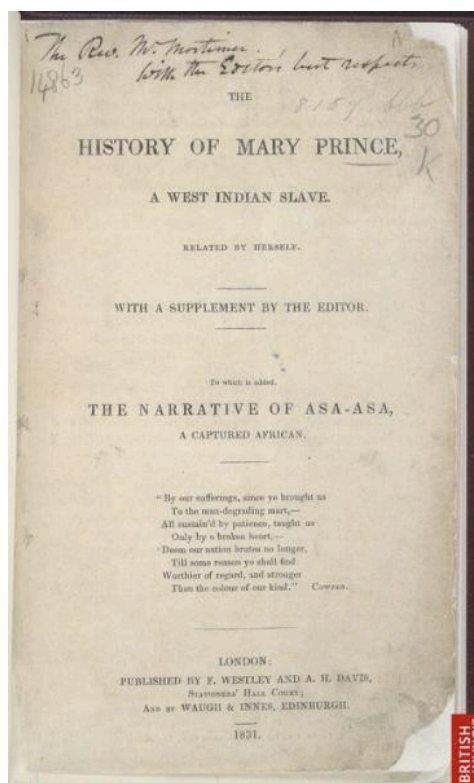 The Rev. Mr. Mortimer.
With the Editor's best respects
14863
30
K
THE
HISTORY OF MARY PRINCE,
A WEST INDIAN SLAVE.
RELATED BY HERSELF.
WITH A SUPPLEMENT BY THE EDITOR.
To which is added,
THE NARRATIVE OF ASA-ASA,
A CAPTURED AFRICAN.
"By our sufferings, since ye brought us
To the man-degrading mart,—
All sustain'd by patience, taught us
Only by a broken heart,—
"Deem our nation brutes no longer,
Till some reason ye shall find
Worthier of regard, and stronger
Than the colour of our kind." COWPER.
LONDON:
PUBLISHED BY F. WESTLEY AND A. H. DAVIS,
STATIONERS' HALL COURT;
AND BY WAUGH & INNES, EDINBURGH.
1831.
BRITISH